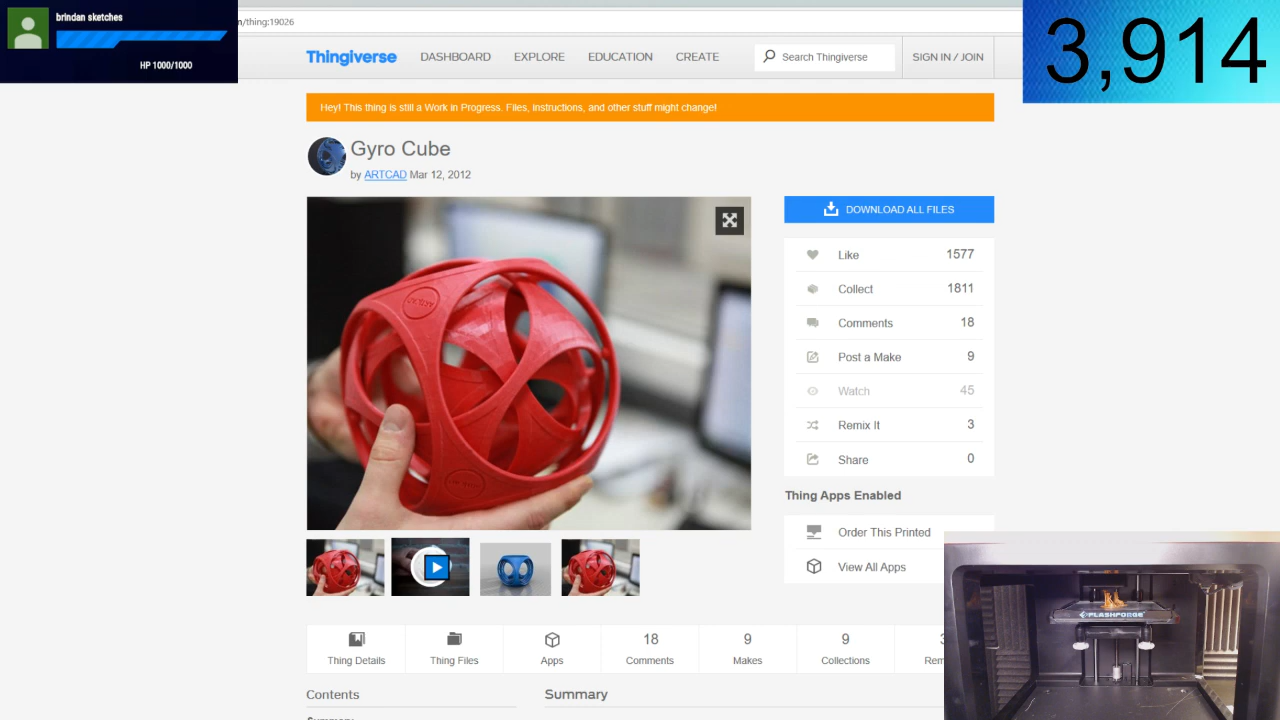 brindan sketches
HP 1000/1000
n/thing:19026
3,914
Thingiverse DASHBOARD EXPLORE EDUCATION CREATE Search Thingiverse SIGN IN / JOIN
Hey! This thing is still a Work in Progress. Files, Instructions, and other stuff might change!
Gyro Cube
by ARTCAD Mar 12, 2012
DOWNLOAD ALL FILES
Like 1577
Collect 1811
Comments 18
Post a Make 9
Watch 45
Remix It 3
Share 0
Thing Apps Enabled
Order This Printed
View All Apps
FLASHFORGE
18 9 9 3
Thing Details Thing Files Apps Comments Makes Collections Rem
Contents Summary
Summary